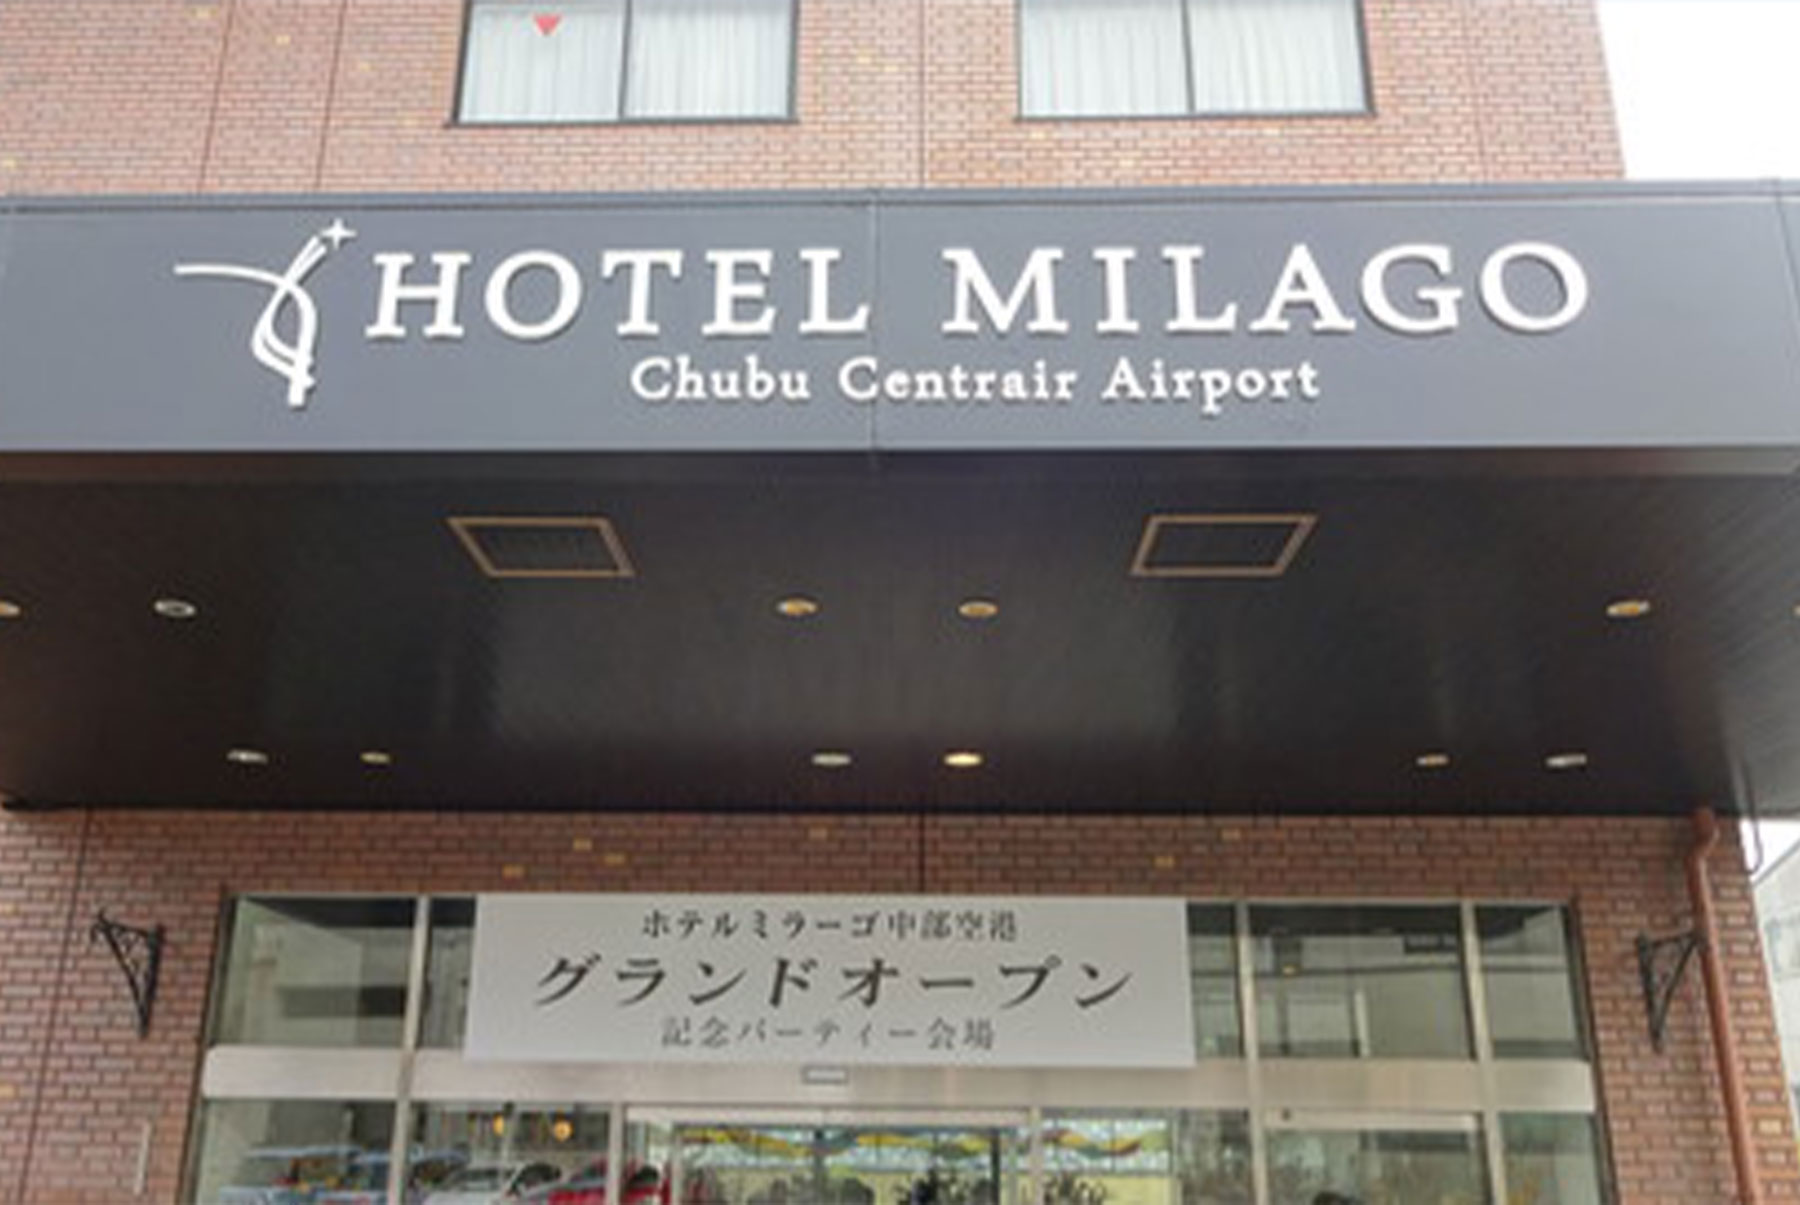 HOTEL MILAGO
Chubu Centrair Airport
ホテルミラーゴ中部空港
グランドオープン
記念パーティー会場